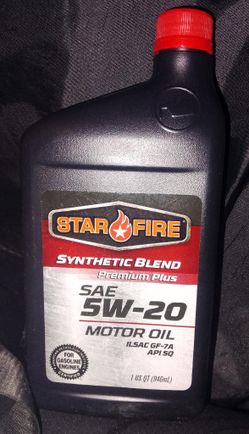 STAR FIRE
SYNTHETIC BLEND
Premium Plus
SAE
5W-20
MOTOR OIL
ILSAC GF-7A
API SQ
FOR GASOLINE ENGINES
1 US QT (946mL)